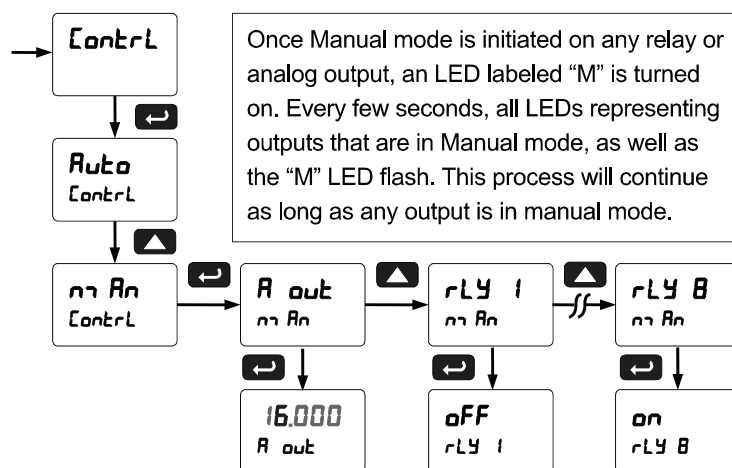 Contrl
Once Manual mode is initiated on any relay or
analog output, an LED labeled “M” is turned
on. Every few seconds, all LEDs representing
outputs that are in Manual mode, as well as
the “M” LED flash. This process will continue
as long as any output is in manual mode.
Auto
Contrl
mAn
Contrl
A out
mAn
rLY 1
mAn
rLY 8
mAn
16.000
A out
oFF
rLY 1
on
rLY 8